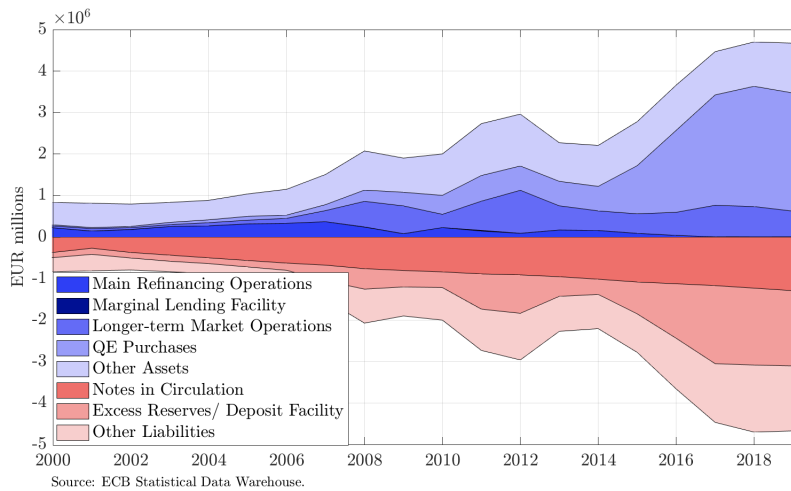 ×10⁶
5
4
3
2
1
0
-1
-2
-3
-4
-5
EUR millions
Main Refinancing Operations
Marginal Lending Facility
Longer-term Market Operations
QE Purchases
Other Assets
Notes in Circulation
Excess Reserves/ Deposit Facility
Other Liabilities
2000 2002 2004 2006 2008 2010 2012 2014 2016 2018
Source: ECB Statistical Data Warehouse.